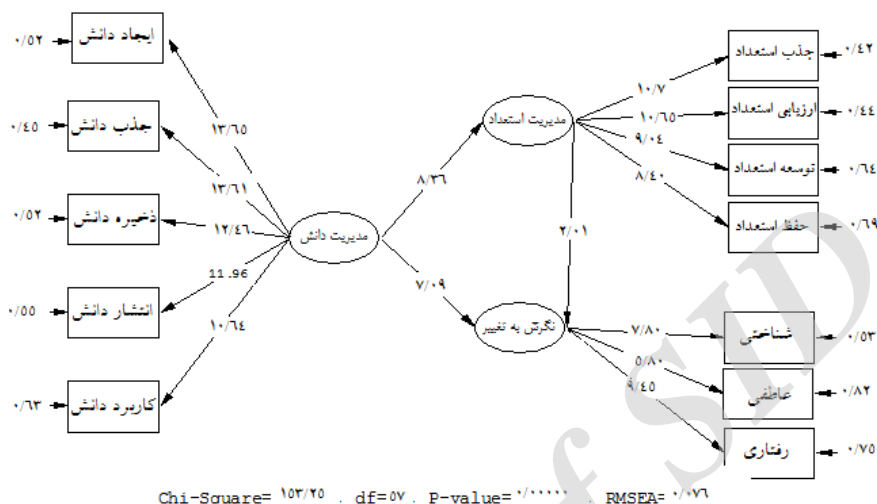 ۰/۵۲ ایجاد دانش
۰/۴۵ جذب دانش
۰/۵۲ ذخیره دانش
۰/۵۵ انتشار دانش
۰/۶۳ کاربرد دانش
۱۳/۶۵
۱۳/۶۱
۱۲/۴۶
11.96
۱۰/۶۴
مدیریت دانش
۸/۳۶
۷/۰۹
مدیریت استعداد
۲/۰۱
نگرش به تغییر
۱۰/۷
۱۰/۶۵
۹/۰۴
۸/۴۰
جذب استعداد ۰/۴۲
ارزیابی استعداد ۰/۴۴
توسعه استعداد ۰/۶۴
حفظ استعداد ۰/۶۹
۷/۸۰
۵/۸۰
۹/۴۵
شناختی ۰/۵۳
عاطفی ۰/۸۲
رفتاری ۰/۷۵
Chi-Square= ۱۵۳/۲۵ . df=۵۷ . P-value= ۰/۰۰۰۰۰ . RMSEA= ۰/۰۷۶
of SID